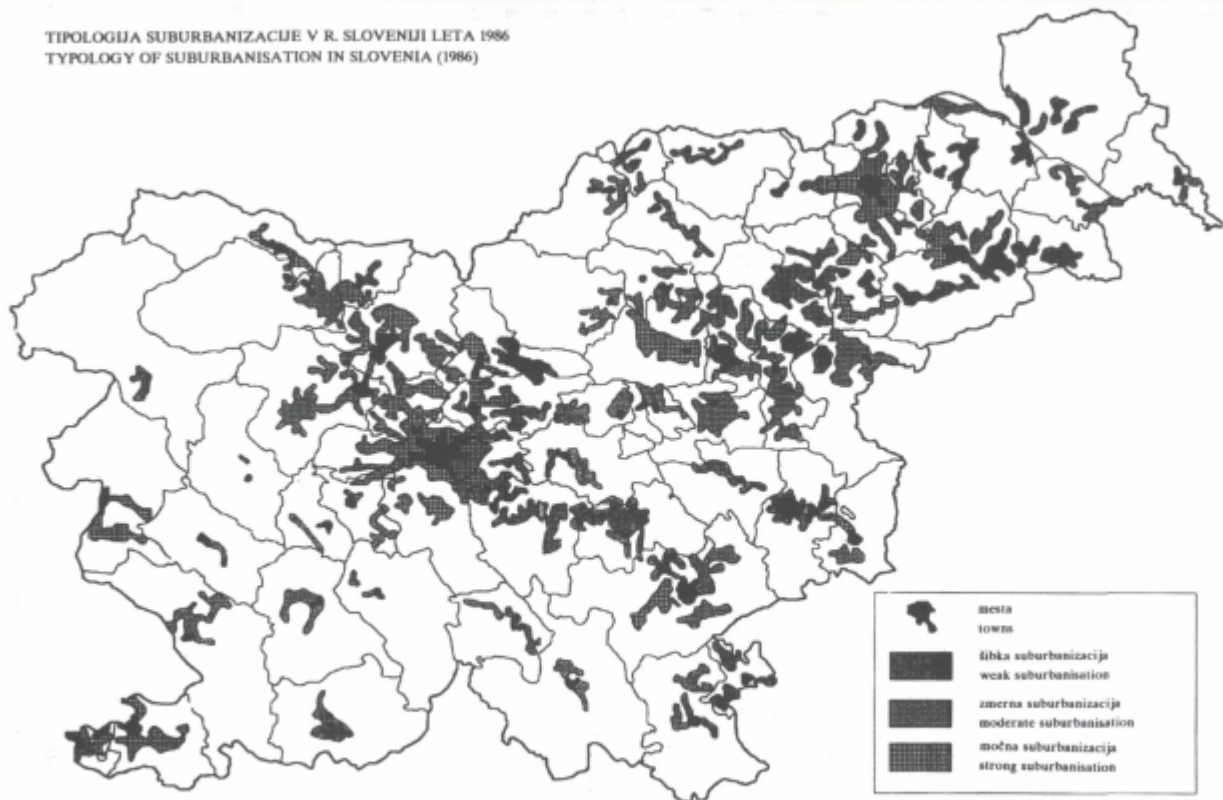 TIPOLOGIJA SUBURBANIZACIJE V R. SLOVENIJI LETA 1986
TYPOLOGY OF SUBURBANISATION IN SLOVENIA (1986)
mesta
towns
šibka suburbanizacija
weak suburbanisation
zmerna suburbanizacija
moderate suburbanisation
močna suburbanizacija
strong suburbanisation